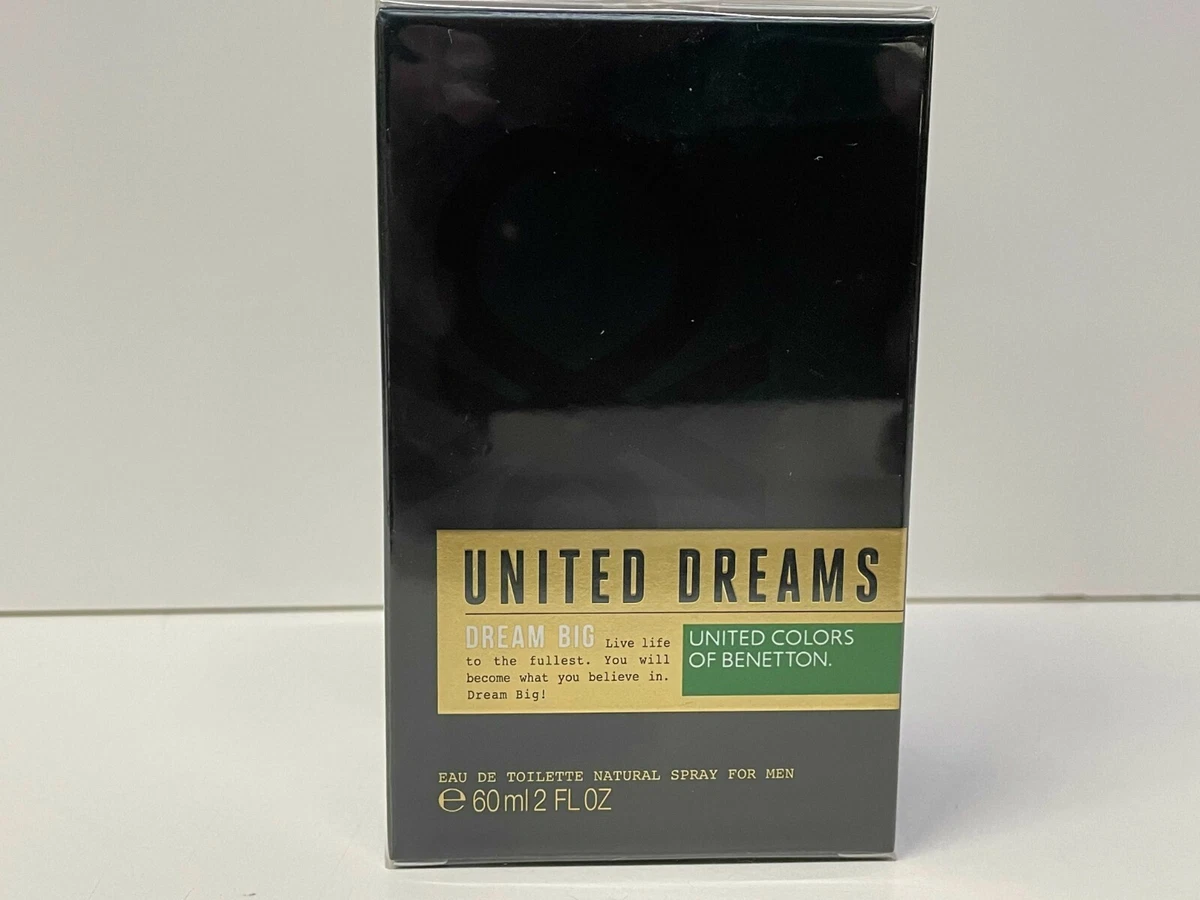 UNITED DREAMS
DREAM BIG Live life
to the fullest. You will
become what you believe in.
Dream Big!
UNITED COLORS
OF BENETTON.
EAU DE TOILETTE NATURAL SPRAY FOR MEN
℮ 60 ml 2 FL OZ